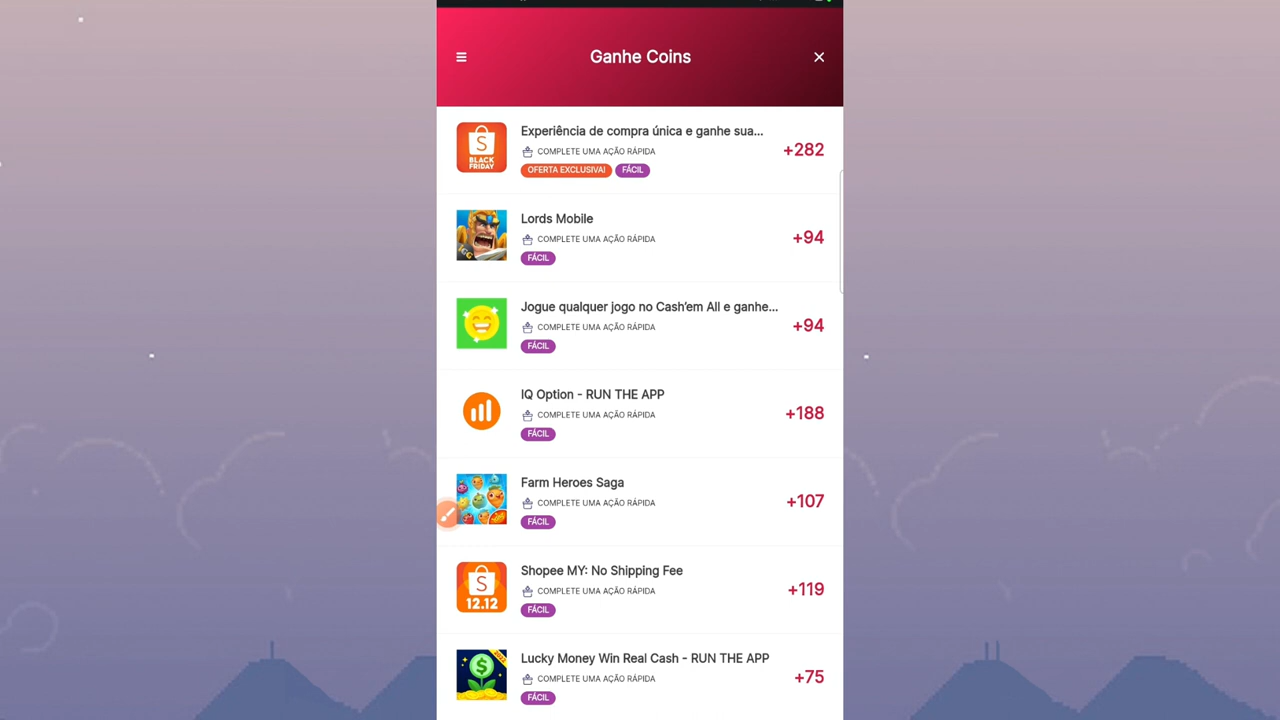 Ganhe Coins
S
BLACK
FRIDAY
Experiência de compra única e ganhe sua...
COMPLETE UMA AÇÃO RÁPIDA
OFERTA EXCLUSIVA! FÁCIL
+282
IGG
Lords Mobile
COMPLETE UMA AÇÃO RÁPIDA
FÁCIL
+94
Jogue qualquer jogo no Cash'em All e ganhe...
COMPLETE UMA AÇÃO RÁPIDA
FÁCIL
+94
IQ Option - RUN THE APP
COMPLETE UMA AÇÃO RÁPIDA
FÁCIL
+188
Farm Heroes Saga
COMPLETE UMA AÇÃO RÁPIDA
FÁCIL
+107
S
12.12
Shopee MY: No Shipping Fee
COMPLETE UMA AÇÃO RÁPIDA
FÁCIL
+119
$
Lucky Money Win Real Cash - RUN THE APP
COMPLETE UMA AÇÃO RÁPIDA
FÁCIL
+75